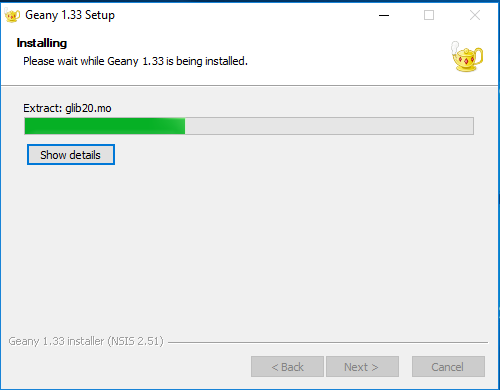 Geany 1.33 Setup
Installing
Please wait while Geany 1.33 is being installed.
Extract: glib20.mo
Show details
Geany 1.33 installer (NSIS 2.51)
< Back Next > Cancel